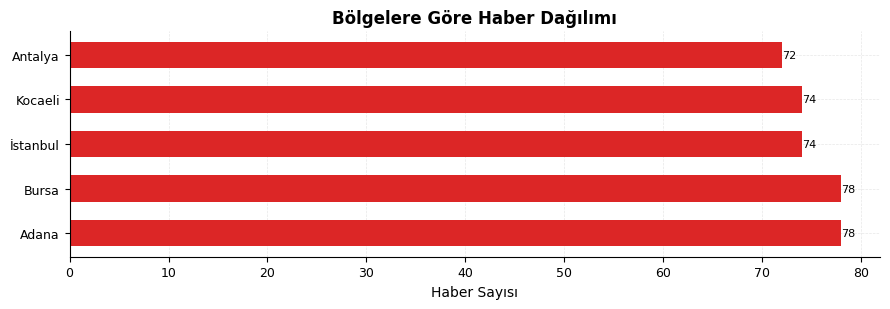 Bölgelere Göre Haber Dağılımı
Antalya 72
Kocaeli 74
İstanbul 74
Bursa 78
Adana 78
0 10 20 30 40 50 60 70 80
Haber Sayısı